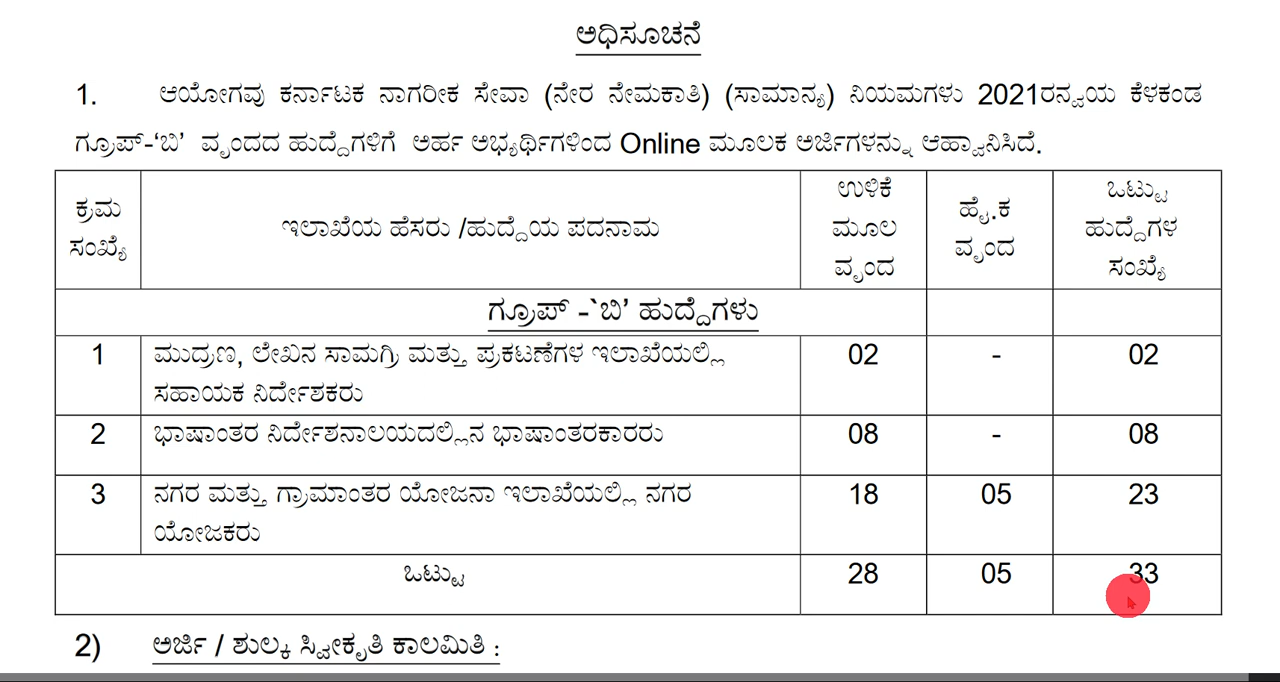 ಅಧಿಸೂಚನೆ
1. ಆಯೋಗವು ಕರ್ನಾಟಕ ನಾಗರೀಕ ಸೇವಾ (ನೇರ ನೇಮಕಾತಿ) (ಸಾಮಾನ್ಯ) ನಿಯಮಗಳು 2021ರನ್ವಯ ಕೆಳಕಂಡ
ಗ್ರೂಪ್-‘ಬಿ’ ವೃಂದದ ಹುದ್ದೆಗಳಿಗೆ ಅರ್ಹ ಅಭ್ಯರ್ಥಿಗಳಿಂದ Online ಮೂಲಕ ಅರ್ಜಿಗಳನ್ನು ಆಹ್ವಾನಿಸಿದೆ.
ಕ್ರಮ
ಸಂಖ್ಯೆ
ಇಲಾಖೆಯ ಹೆಸರು /ಹುದ್ದೆಯ ಪದನಾಮ
ಉಳಿಕೆ
ಮೂಲ
ವೃಂದ
ಹೈ.ಕ
ವೃಂದ
ಒಟ್ಟು
ಹುದ್ದೆಗಳ
ಸಂಖ್ಯೆ
ಗ್ರೂಪ್ -`ಬಿ’ ಹುದ್ದೆಗಳು
1 ಮುದ್ರಣ, ಲೇಖನ ಸಾಮಗ್ರಿ ಮತ್ತು ಪ್ರಕಟಣೆಗಳ ಇಲಾಖೆಯಲ್ಲಿ 02 - 02
ಸಹಾಯಕ ನಿರ್ದೇಶಕರು
2 ಭಾಷಾಂತರ ನಿರ್ದೇಶನಾಲಯದಲ್ಲಿನ ಭಾಷಾಂತರಕಾರರು 08 - 08
3 ನಗರ ಮತ್ತು ಗ್ರಾಮಾಂತರ ಯೋಜನಾ ಇಲಾಖೆಯಲ್ಲಿ ನಗರ 18 05 23
ಯೋಜಕರು
ಒಟ್ಟು 28 05 33
2) ಅರ್ಜಿ / ಶುಲ್ಕ ಸ್ವೀಕೃತಿ ಕಾಲಮಿತಿ :